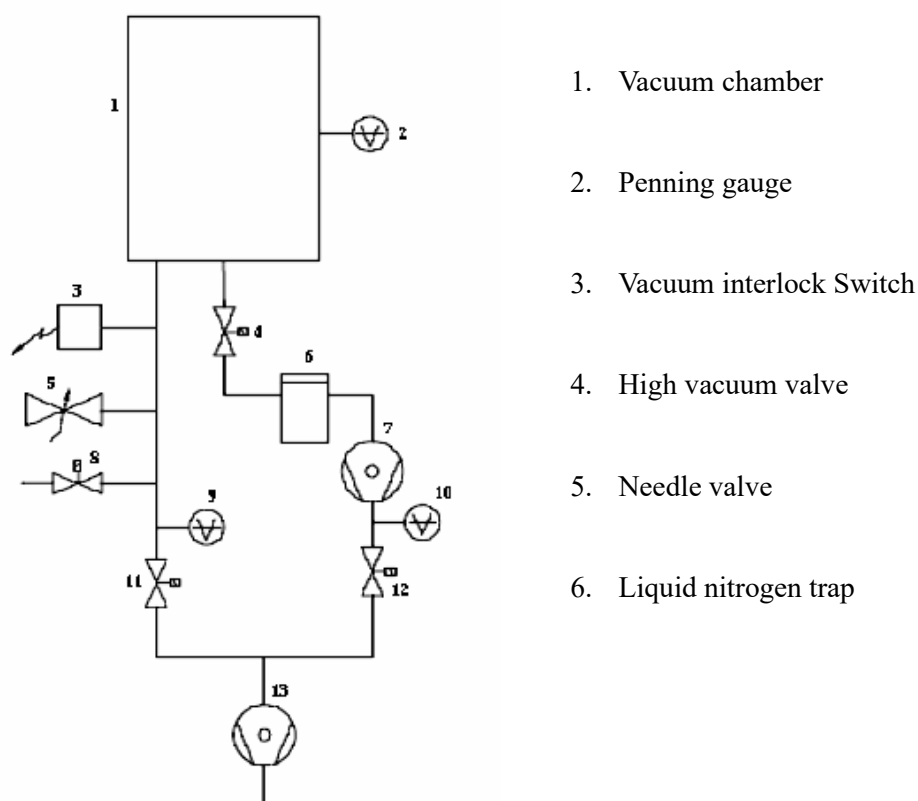 1
2
3
4
5
6
7
8
9
10
11
12
13
1. Vacuum chamber
2. Penning gauge
3. Vacuum interlock Switch
4. High vacuum valve
5. Needle valve
6. Liquid nitrogen trap